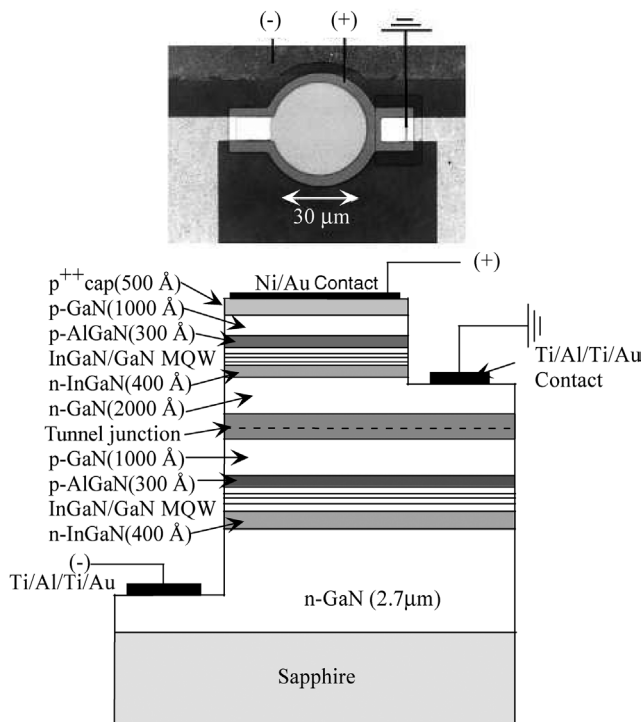 (-)
(+)
30 μm
p++cap(500 Å)
Ni/Au Contact
(+)
p-GaN(1000 Å)
p-AlGaN(300 Å)
InGaN/GaN MQW
n-InGaN(400 Å)
n-GaN(2000 Å)
Tunnel junction
p-GaN(1000 Å)
p-AlGaN(300 Å)
InGaN/GaN MQW
n-InGaN(400 Å)
Ti/Al/Ti/Au
Contact
(-)
Ti/Al/Ti/Au
n-GaN (2.7μm)
Sapphire